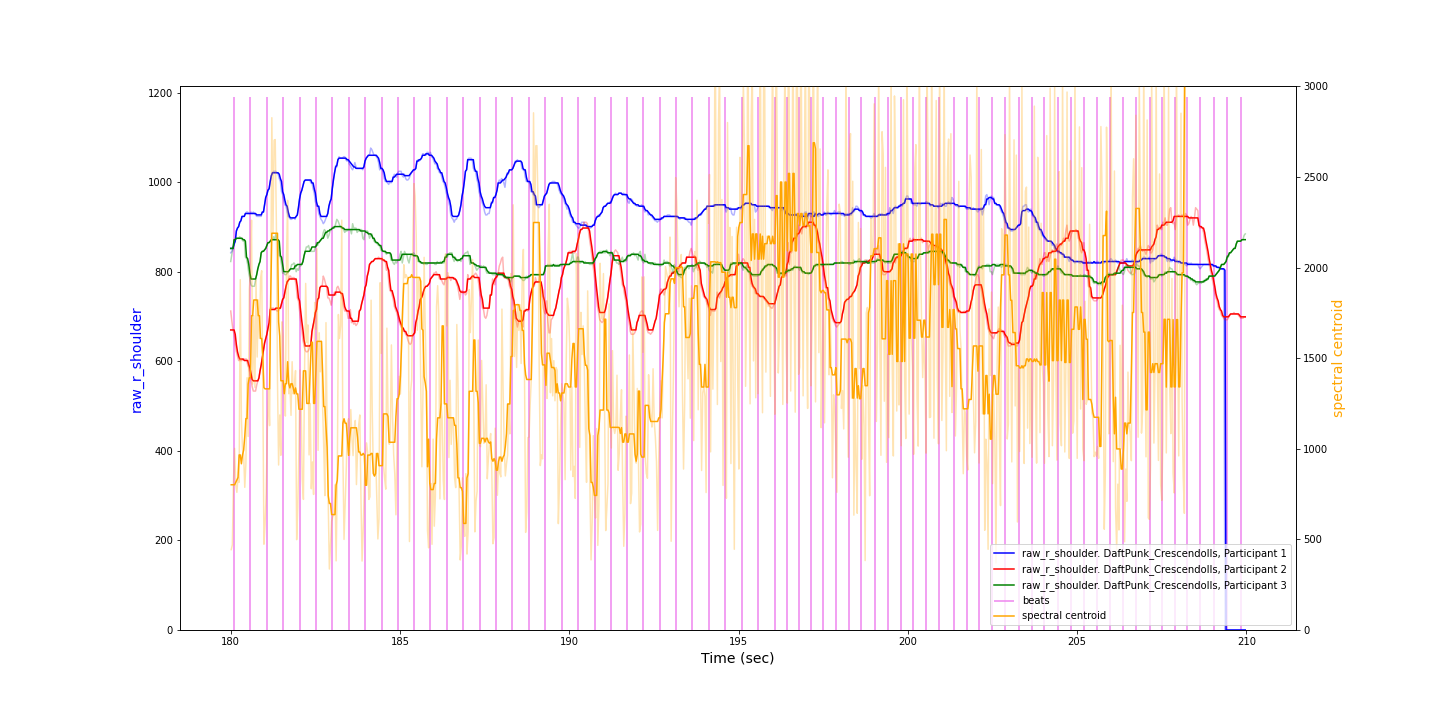 1200
1000
800
600
400
200
0
raw_r_shoulder
3000
2500
2000
1500
1000
500
0
spectral centroid
180
185
190
195
200
205
210
Time (sec)
raw_r_shoulder. DaftPunk_Crescendolls, Participant 1
raw_r_shoulder. DaftPunk_Crescendolls, Participant 2
raw_r_shoulder. DaftPunk_Crescendolls, Participant 3
beats
spectral centroid